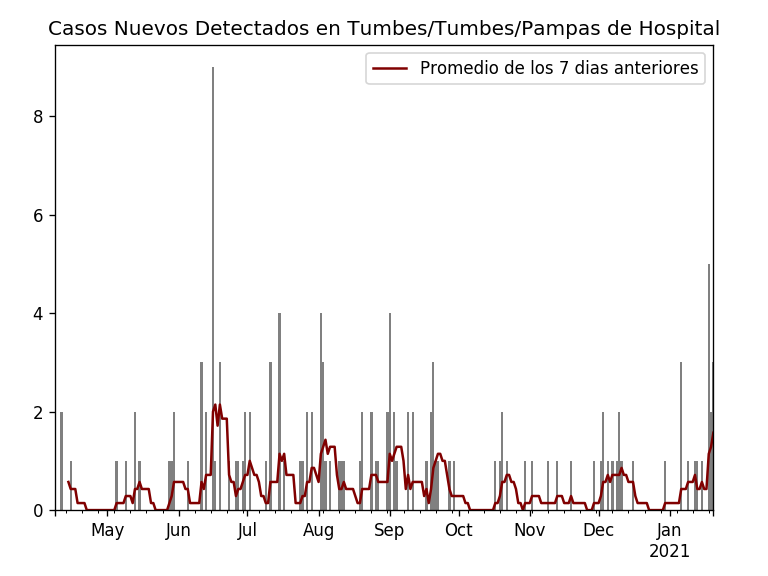 Casos Nuevos Detectados en Tumbes/Tumbes/Pampas de Hospital
Promedio de los 7 dias anteriores
8
6
4
2
0
May Jun Jul Aug Sep Oct Nov Dec Jan
2021